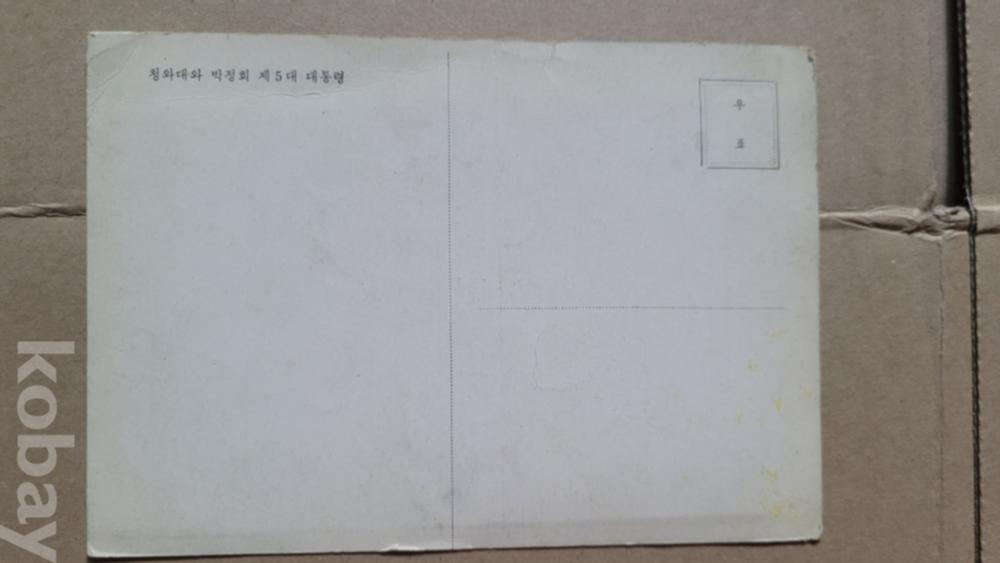 청와대와 박정희 제5대 대통령
우
표
kobay